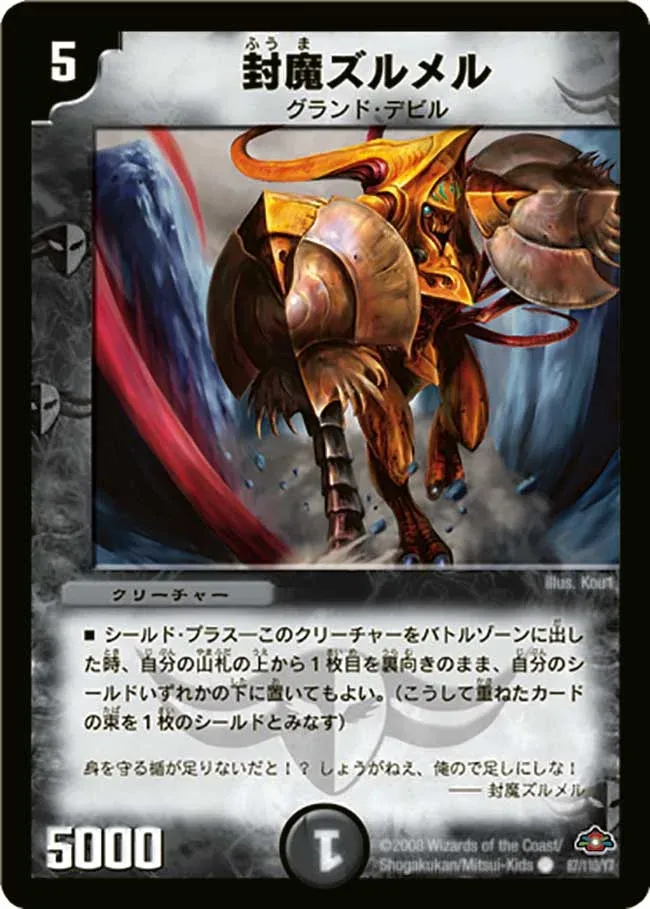 5
ふうま
封魔ズルメル
グランド・デビル
illus. Kou1
クリーチャー
■ シールド・プラス―このクリーチャーをバトルゾーンに出し
た時、自分の山札の上から1枚目を裏向きのまま、自分のシ
ールドいずれかの下に置いてもよい。(こうして重ねたカード
の束を1枚のシールドとみなす)
身を守る楯が足りないだと!? しょうがねえ、俺ので足しにしな!
―― 封魔ズルメル
5000
1
©2008 Wizards of the Coast/
Shogakukan/Mitsui-Kids
87/110/Y7